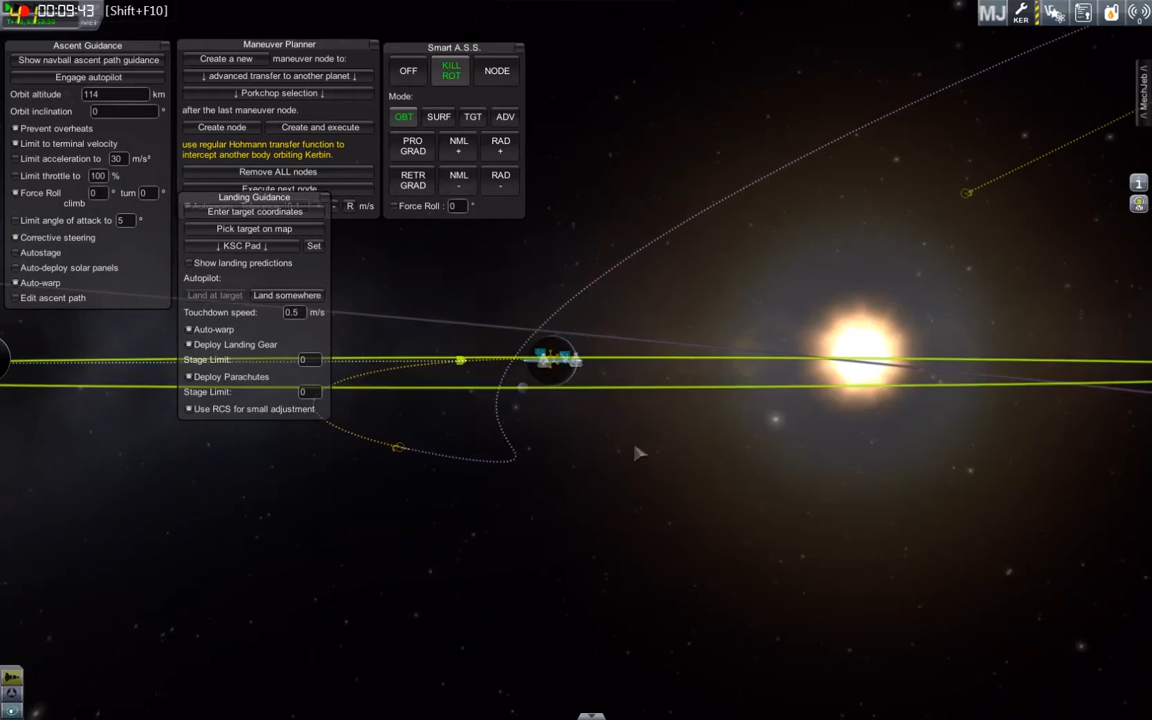 00:09:43 [Shift+F10]
MJ
KER
Λ MechJeb Λ
Ascent Guidance
Show navball ascent path guidance
Engage autopilot
Orbit altitude 114 km
Orbit inclination 0 °
Prevent overheats
Limit to terminal velocity
Limit acceleration to 30 m/s²
Limit throttle to 100 %
Force Roll 0 ° turn 0 °
climb
Limit angle of attack to 5 °
Corrective steering
Autostage
Auto-deploy solar panels
Auto-warp
Edit ascent path
Maneuver Planner
Create a new maneuver node to:
↓ advanced transfer to another planet ↓
↓ Porkchop selection ↓
after the last maneuver node.
Create node Create and execute
use regular Hohmann transfer function to
intercept another body orbiting Kerbin.
Remove ALL nodes
Execute next node
- R m/s
Landing Guidance
Enter target coordinates
Pick target on map
↓ KSC Pad ↓ Set
Show landing predictions
Autopilot:
Land at target Land somewhere
Touchdown speed: 0.5 m/s
Auto-warp
Deploy Landing Gear
Stage Limit: 0
Deploy Parachutes
Stage Limit: 0
Use RCS for small adjustment
Smart A.S.S.
OFF KILL ROT NODE
Mode:
OBT SURF TGT ADV
PRO GRAD NML + RAD +
RETR GRAD NML - RAD -
Force Roll : 0 °